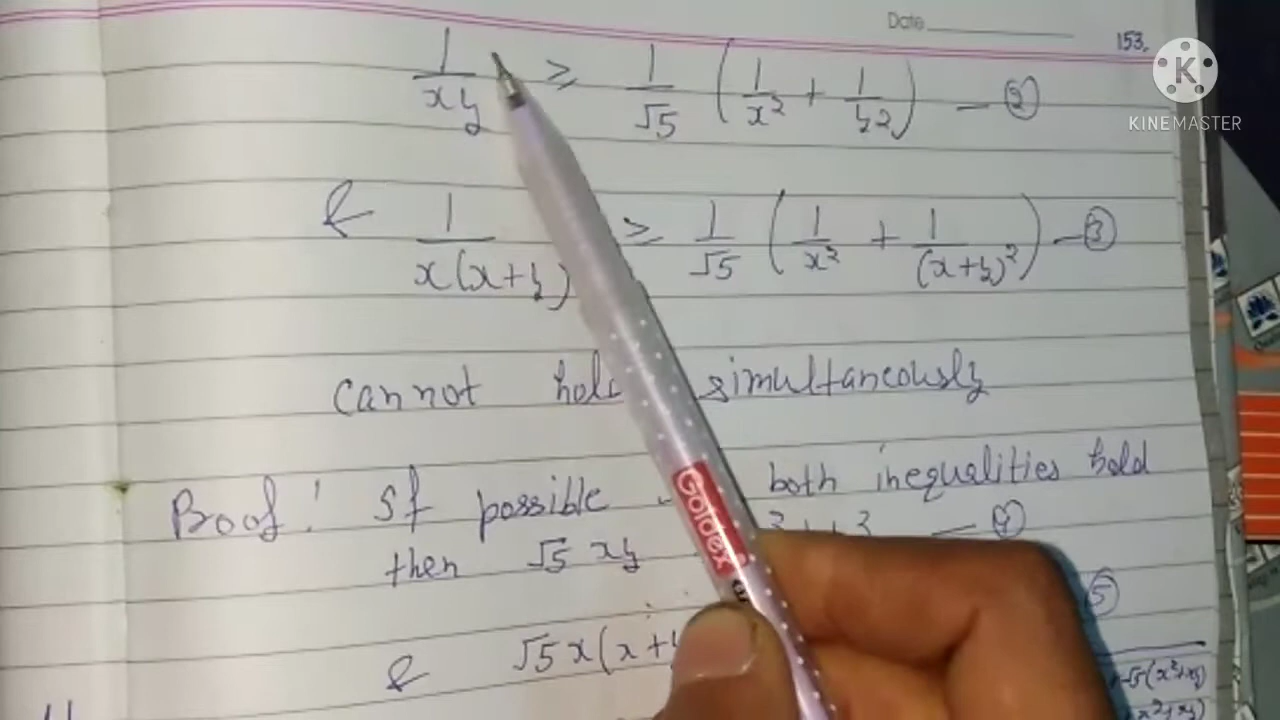 Date
153.
K
KINEMASTER
1/xy ≥ 1/√5 (1/x² + 1/y²) — ②
& 1/x(x+y) ≥ 1/√5 (1/x² + 1/(x+y)²) — ③
cannot hold simultaneously
Proof: If possible both inequalities hold
then √5 xy — ④
⑤
& √5 x(x+y
Goldex